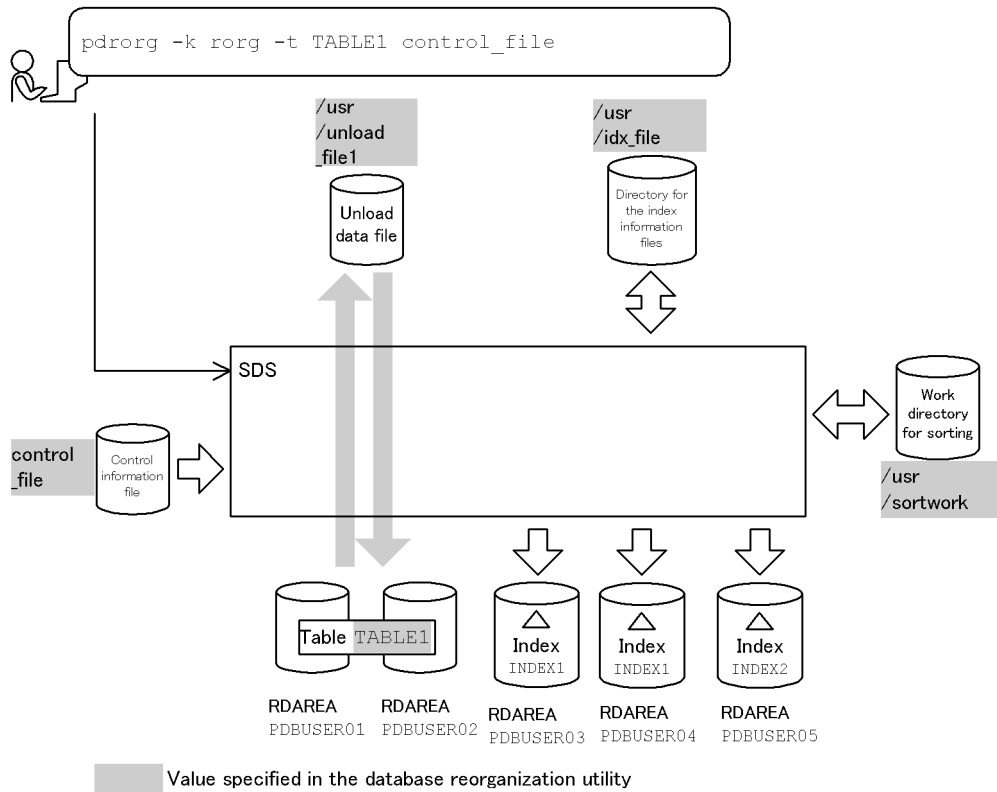 pdrorg -k rorg -t TABLE1 control_file
/usr
/unload
_file1
/usr
/idx_file
Unload
data file
Directory for
the index
information
files
SDS
Work
directory
for sorting
/usr
/sortwork
control
_file
Control
information
file
Table TABLE1
Index
INDEX1
Index
INDEX1
Index
INDEX2
RDAREA
PDBUSER01
RDAREA
PDBUSER02
RDAREA
PDBUSER03
RDAREA
PDBUSER04
RDAREA
PDBUSER05
Value specified in the database reorganization utility